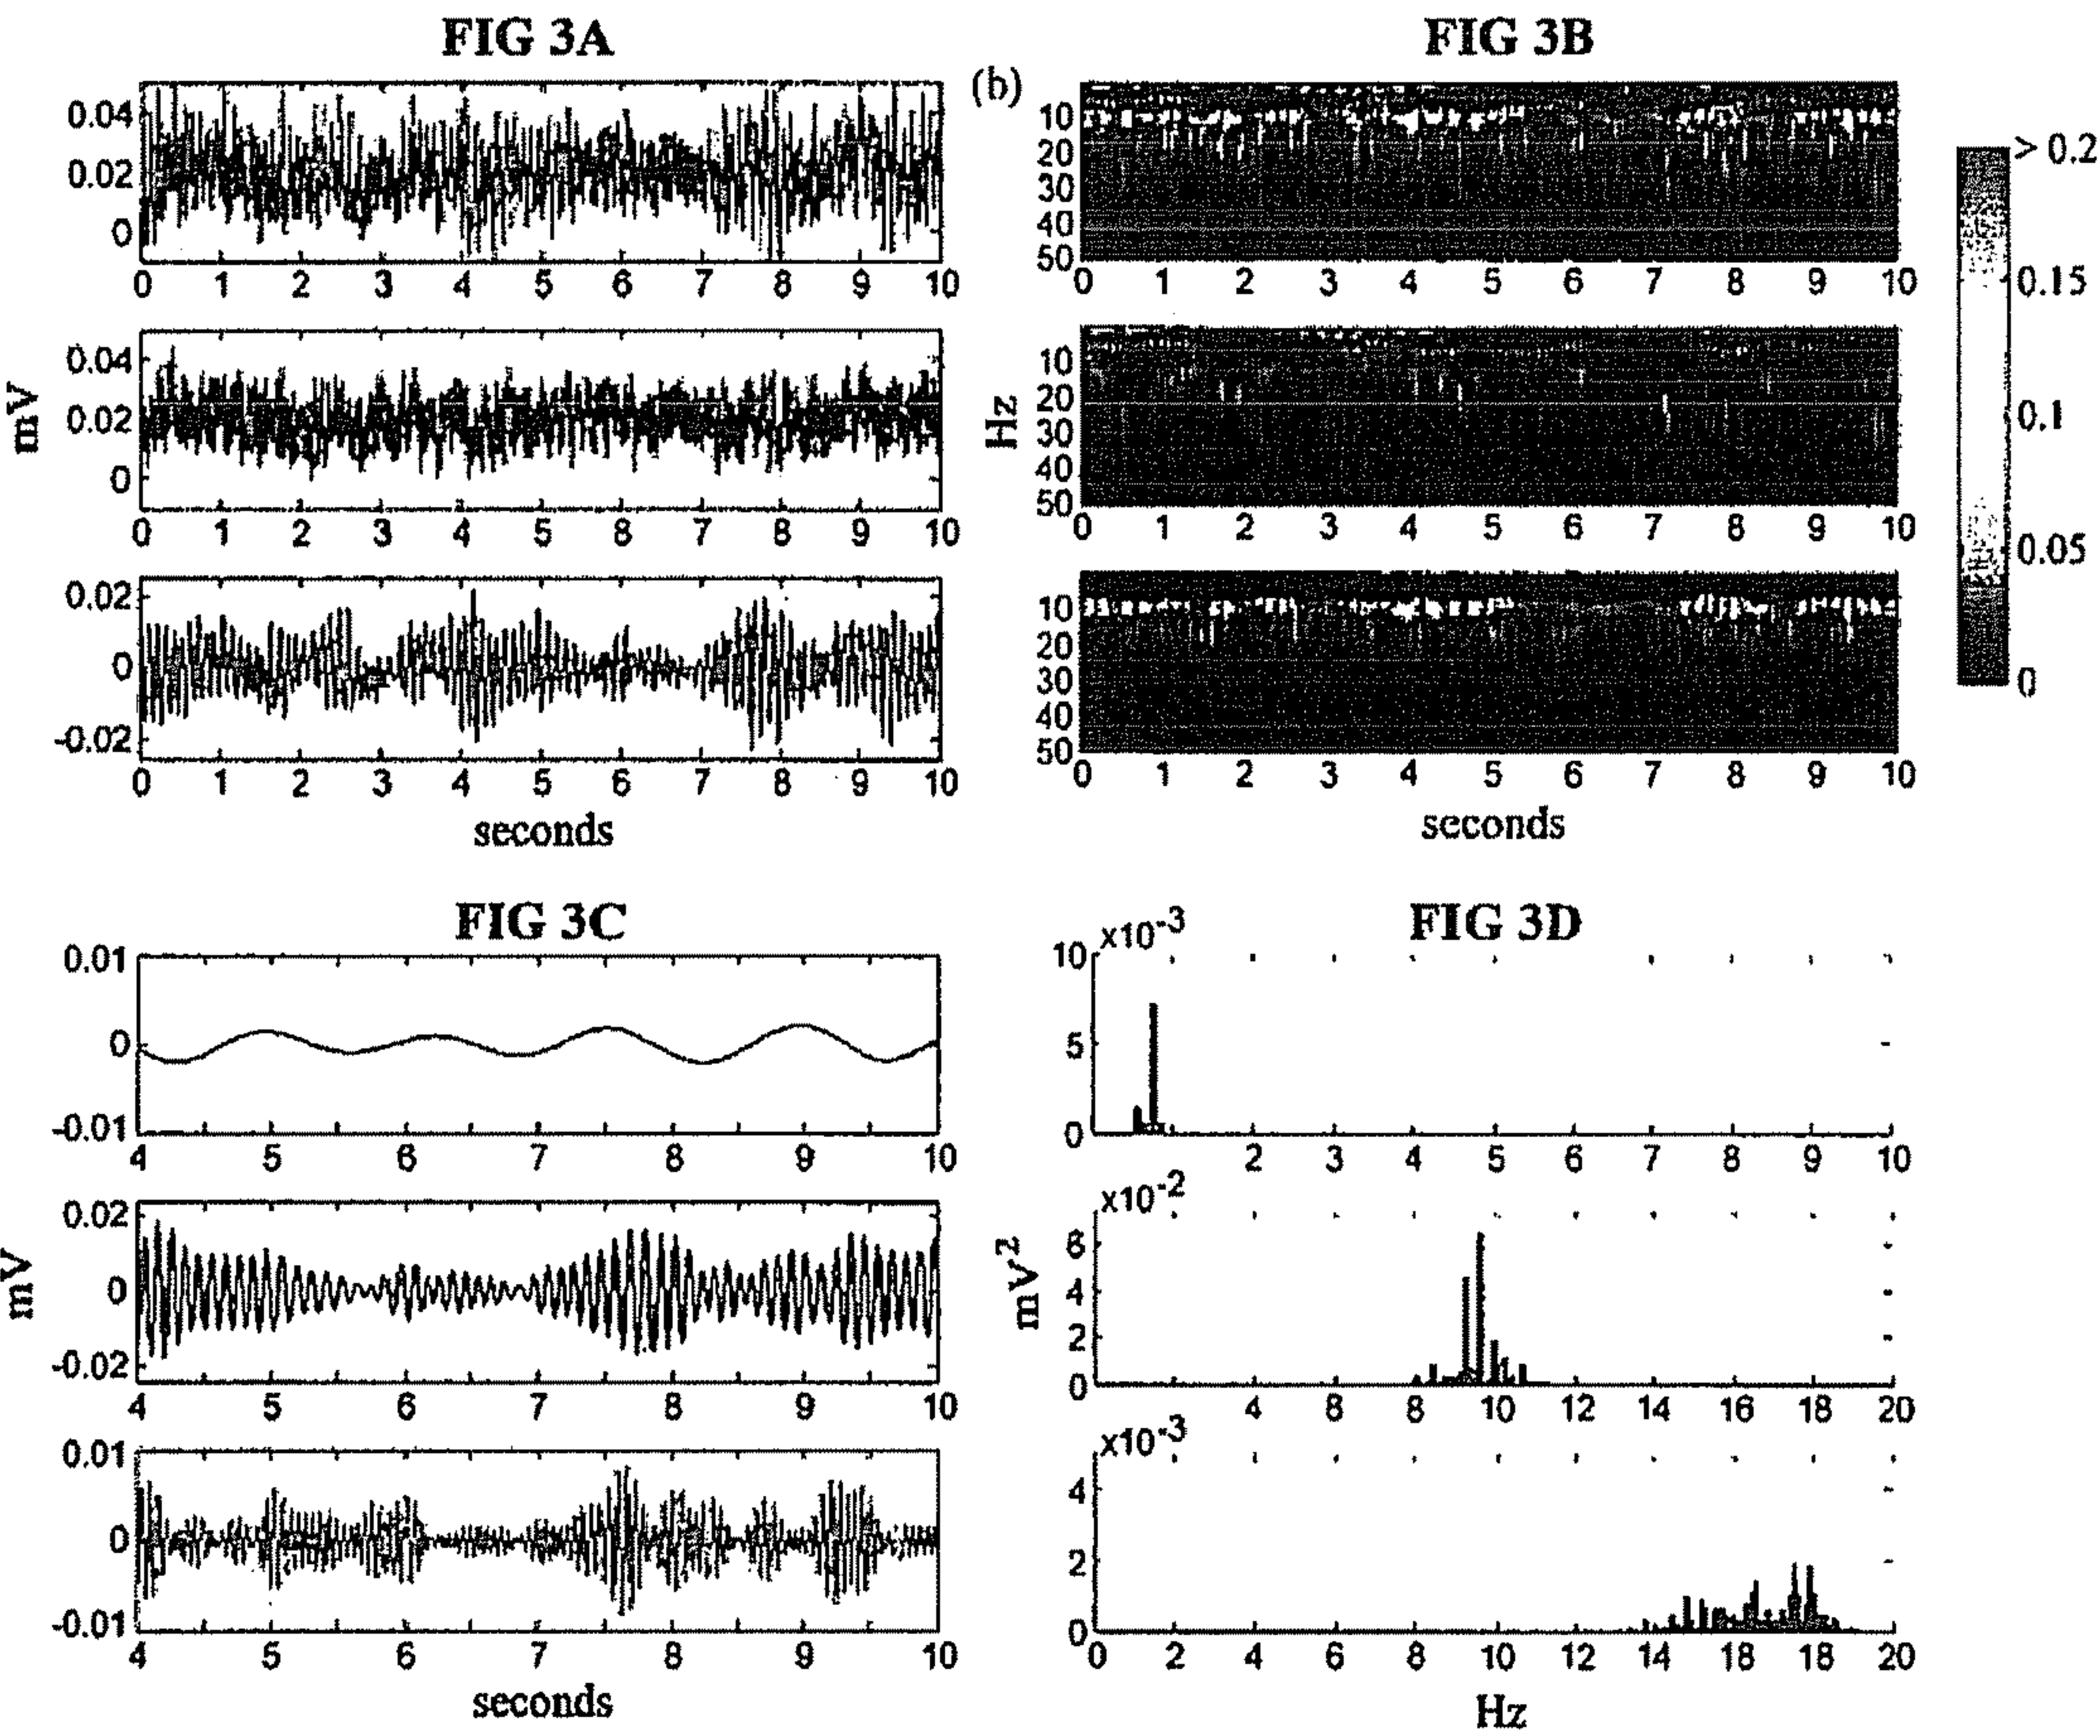 FIG 3A
0.04
0.02
0
0 1 2 3 4 5 6 7 8 9 10
mV
0.04
0.02
0
0 1 2 3 4 5 6 7 8 9 10
0.02
0
-0.02
0 1 2 3 4 5 6 7 8 9 10
seconds
(b)
FIG 3B
10
20
30
40
50
0 1 2 3 4 5 6 7 8 9 10
Hz
10
20
30
40
50
0 1 2 3 4 5 6 7 8 9 10
10
20
30
40
50
0 1 2 3 4 5 6 7 8 9 10
seconds
> 0.2
0.15
0.1
0.05
0
FIG 3C
0.01
0
-0.01
4 5 6 7 8 9 10
mV
0.02
0
-0.02
4 5 6 7 8 9 10
0.01
0
-0.01
4 5 6 7 8 9 10
seconds
FIG 3D
x10-3
10
5
0
2 3 4 5 6 7 8 9 10
mV2
x10-2
6
4
2
0
4 6 8 10 12 14 16 18 20
x10-3
4
2
0
0 2 4 6 8 10 12 14 18 18 20
Hz